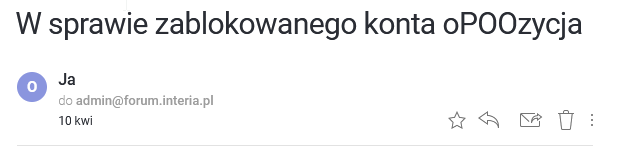 W sprawie zablokowanego konta oPOOzycja
O
Ja
do admin@forum.interia.pl
10 kwi